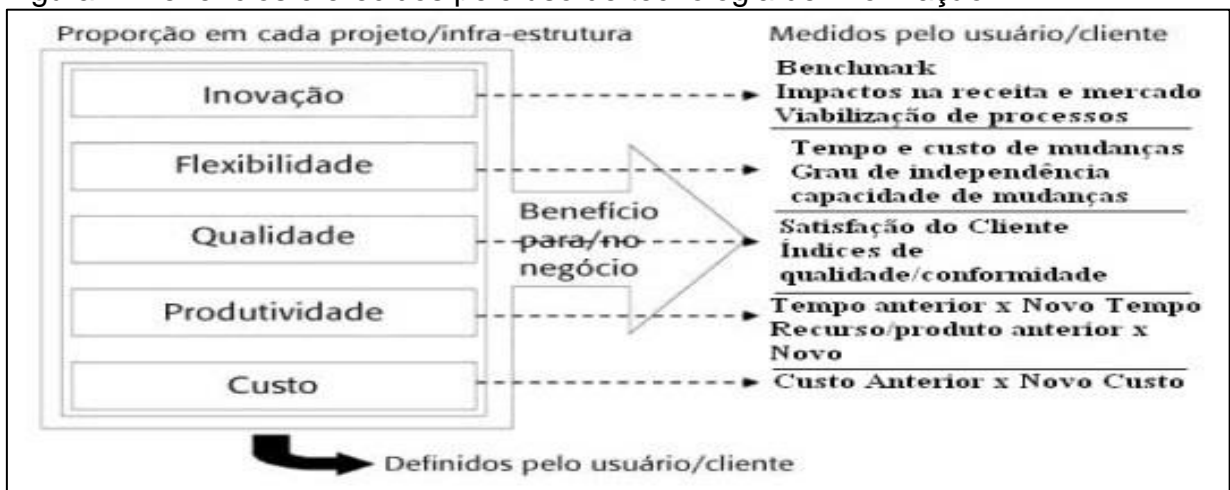 Proporção em cada projeto/infra-estrutura
Medidos pelo usuário/cliente
Inovação
Benchmark
Impactos na receita e mercado
Viabilização de processos
Flexibilidade
Tempo e custo de mudanças
Grau de independência
capacidade de mudanças
Qualidade
Benefício
para/no
negócio
Satisfação do Cliente
Índices de
qualidade/conformidade
Produtividade
Tempo anterior x Novo Tempo
Recurso/produto anterior x
Novo
Custo
Custo Anterior x Novo Custo
Definidos pelo usuário/cliente